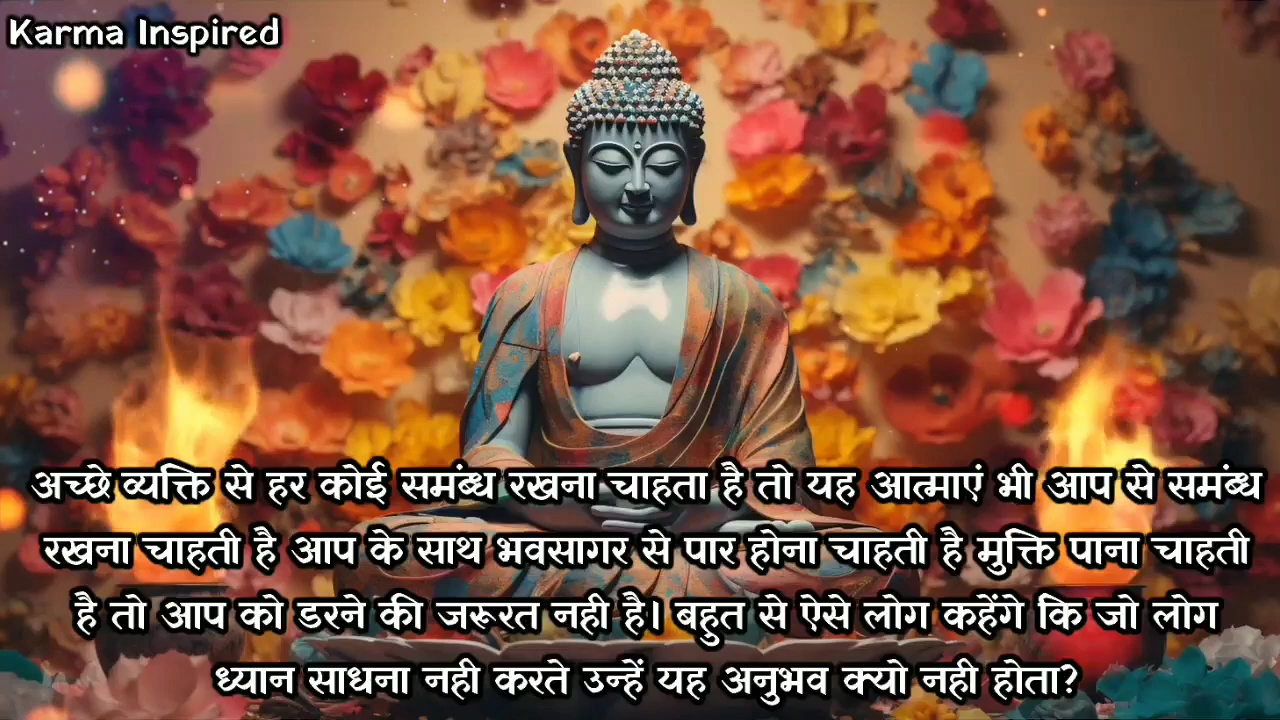 Karma Inspired
अच्छे व्यक्ति से हर कोई समंब्ध रखना चाहता है तो यह आत्माएं भी आप से समंब्ध
रखना चाहती है आप के साथ भवसागर से पार होना चाहती है मुक्ति पाना चाहती
है तो आप को डरने की जरूरत नही है। बहुत से ऐसे लोग कहेंगे कि जो लोग
ध्यान साधना नही करते उन्हें यह अनुभव क्यो नही होता?